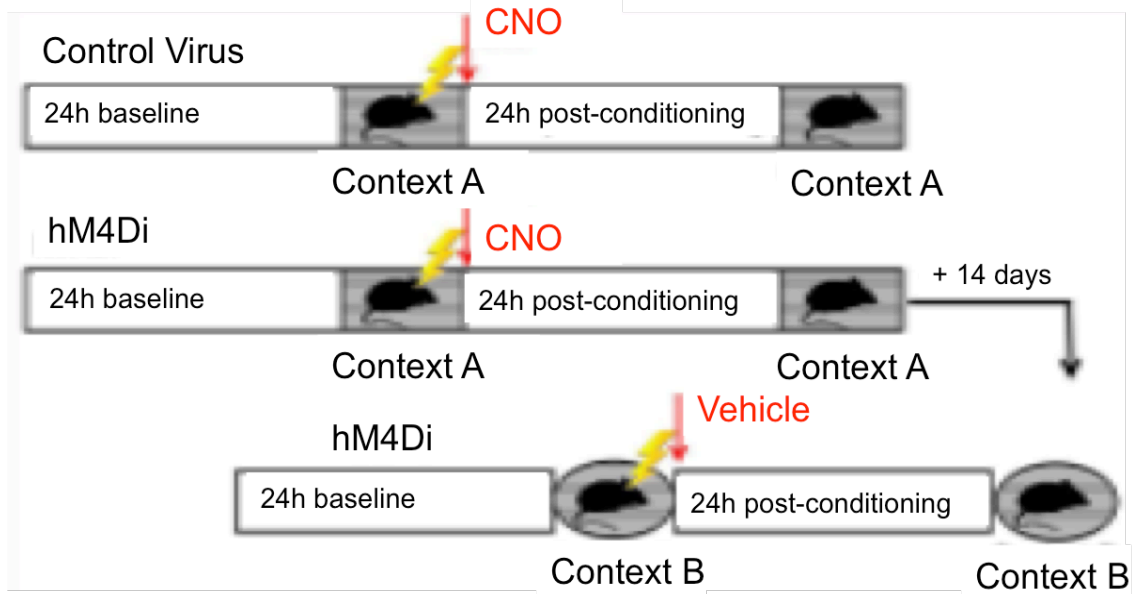 CNO
Control Virus
24h baseline
24h post-conditioning
Context A
Context A
hM4Di
CNO
24h baseline
24h post-conditioning
+ 14 days
Context A
Context A
Vehicle
hM4Di
24h baseline
24h post-conditioning
Context B
Context B